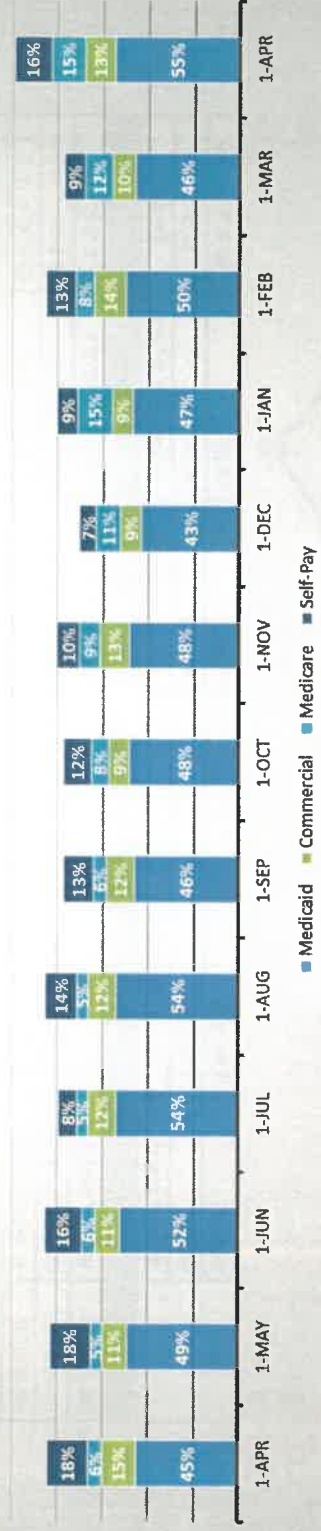 18% 18% 16% 8% 14% 13% 12% 10% 7% 9% 13% 9% 16%
6% 5% 6% 5% 5% 6% 8% 9% 11% 15% 8% 12% 15%
15% 11% 11% 12% 12% 12% 9% 13% 9% 9% 14% 10% 13%
45% 49% 52% 54% 54% 46% 48% 48% 43% 47% 50% 46% 55%
1-APR 1-MAY 1-JUN 1-JUL 1-AUG 1-SEP 1-OCT 1-NOV 1-DEC 1-JAN 1-FEB 1-MAR 1-APR
Medicaid Commercial Medicare Self-Pay